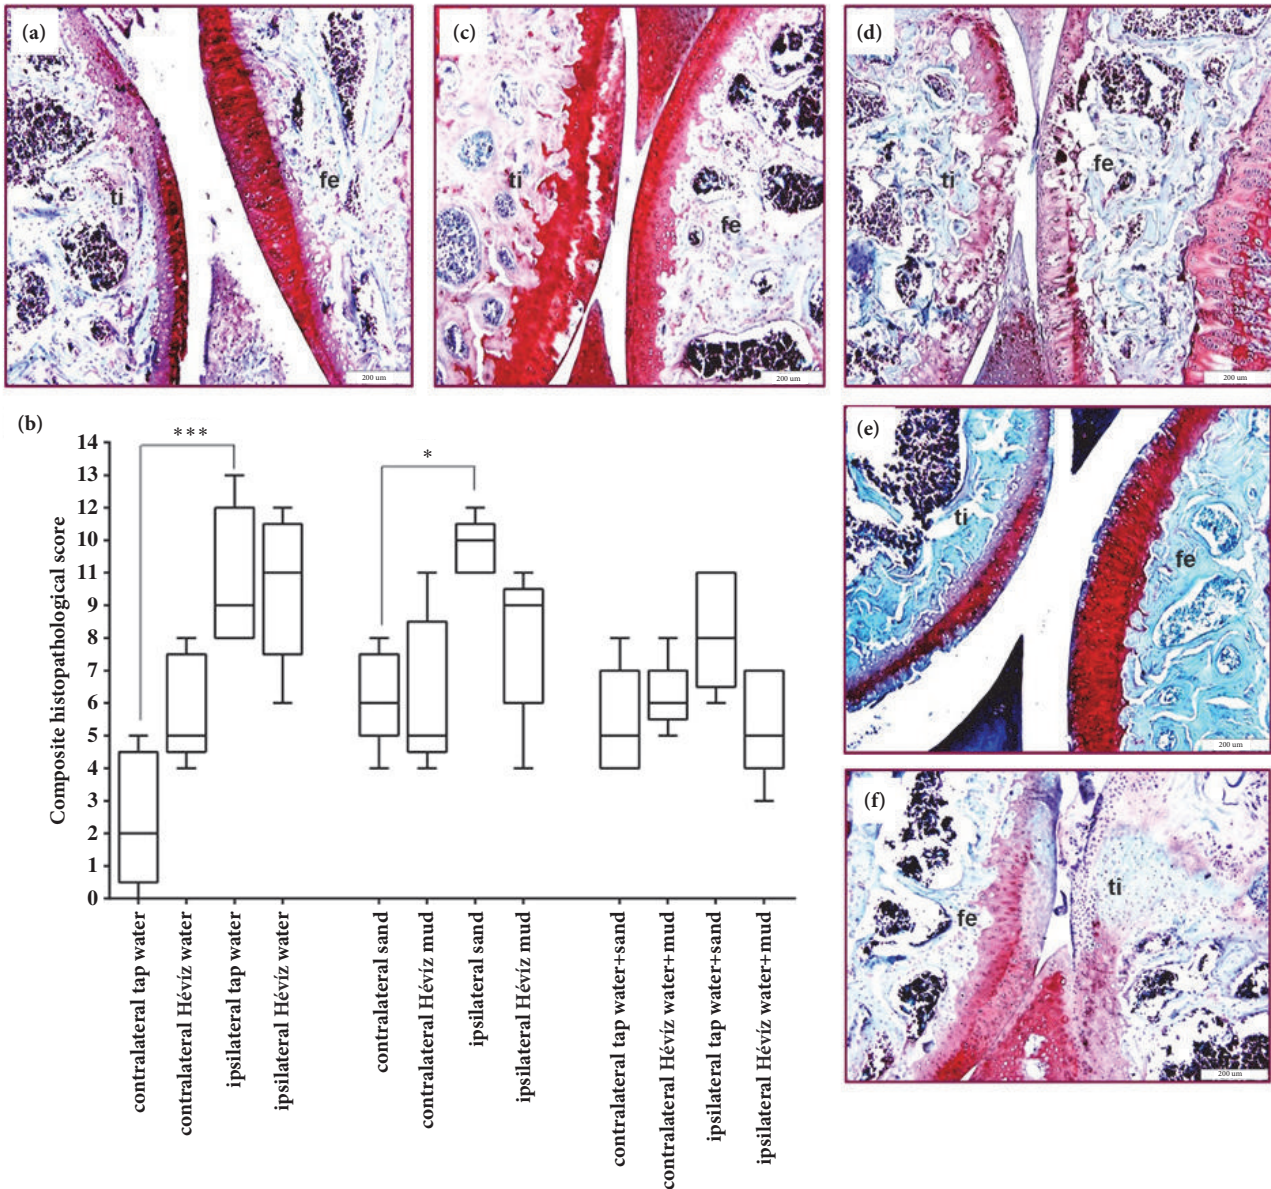 (a)
ti
fe
200 um
(c)
ti
fe
200 um
(d)
ti
fe
200 um
(b)
Composite histopathological score
14
13
12
10
11
9
8
7
6
5
4
3
2
1
0
***
*
contralateral tap water
contralateral Hévíz water
ipsilateral tap water
ipsilateral Hévíz water
contralateral sand
contralateral Hévíz mud
ipsilateral sand
ipsilateral Hévíz mud
contralateral tap water+sand
contralateral Hévíz water+mud
ipsilateral tap water+sand
ipsilateral Hévíz water+mud
(e)
ti
fe
200 um
(f)
fe
ti
200 um